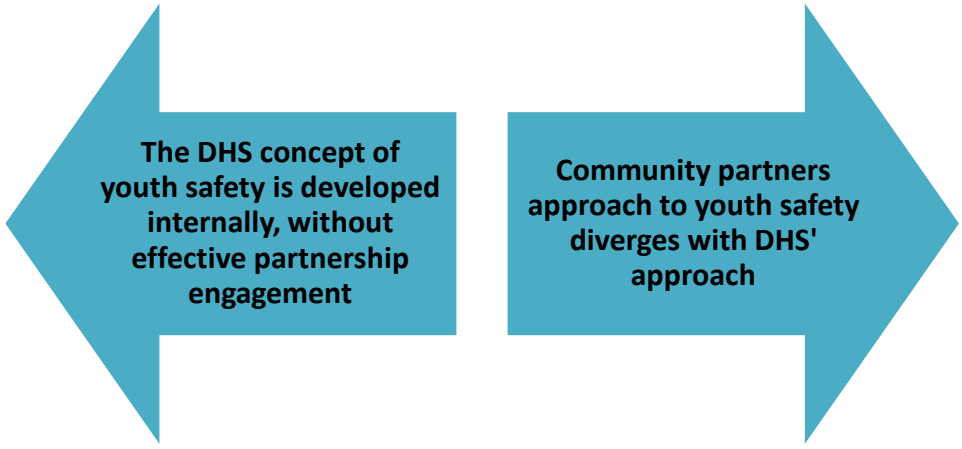 The DHS concept of
youth safety is developed
internally, without
effective partnership
engagement
Community partners
approach to youth safety
diverges with DHS'
approach